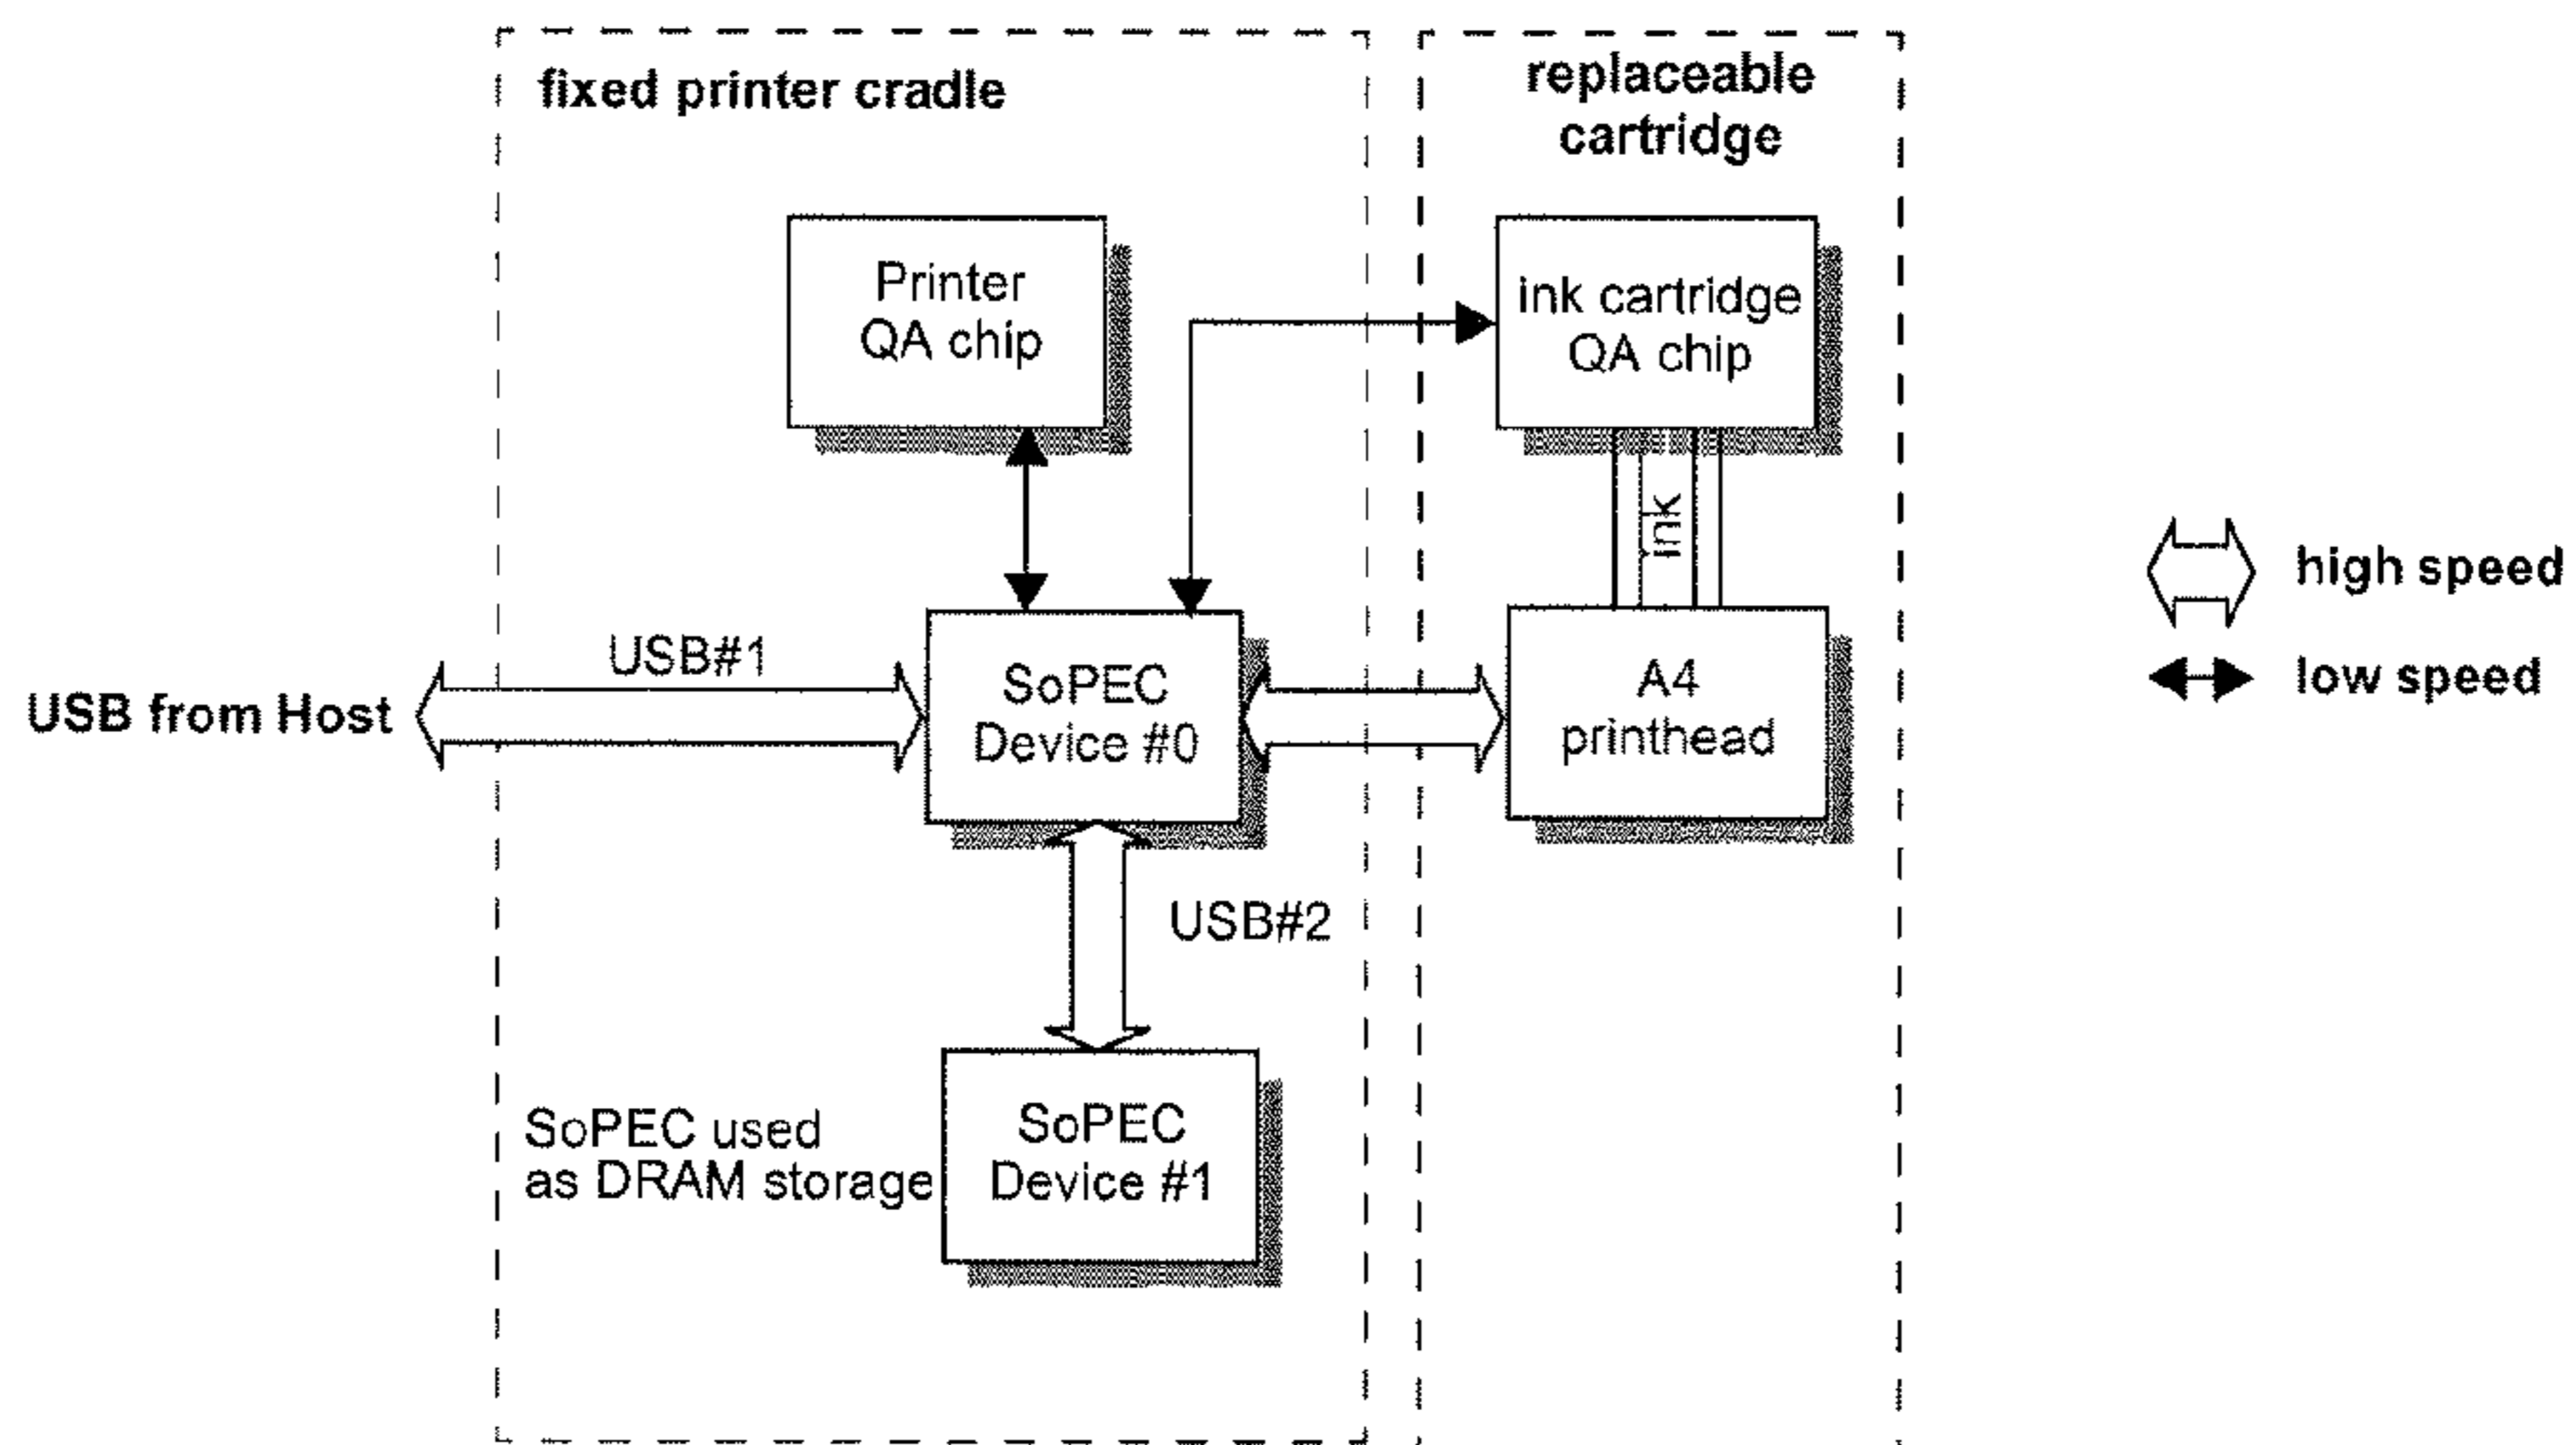 fixed printer cradle
replaceable
cartridge
Printer
QA chip
ink cartridge
QA chip
ink
high speed
low speed
USB#1
USB from Host
SoPEC
Device #0
A4
printhead
USB#2
SoPEC used
as DRAM storage
SoPEC
Device #1